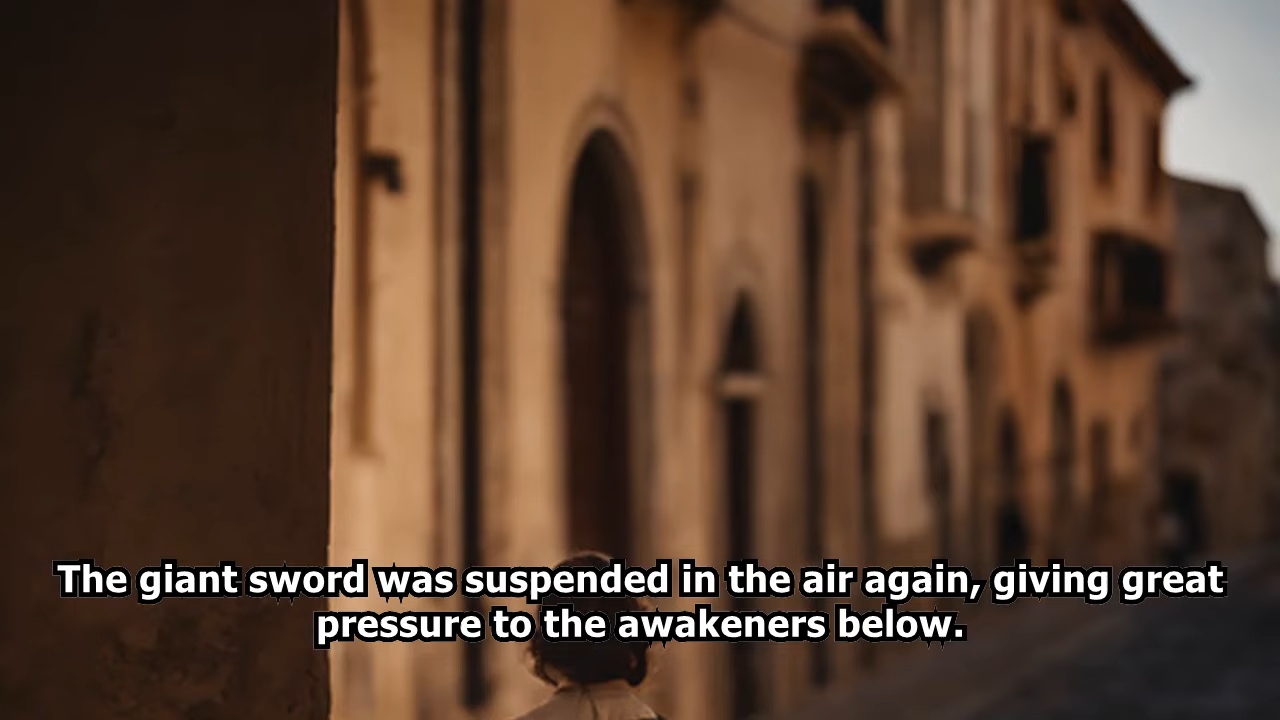 The giant sword was suspended in the air again, giving great
pressure to the awakeners below.